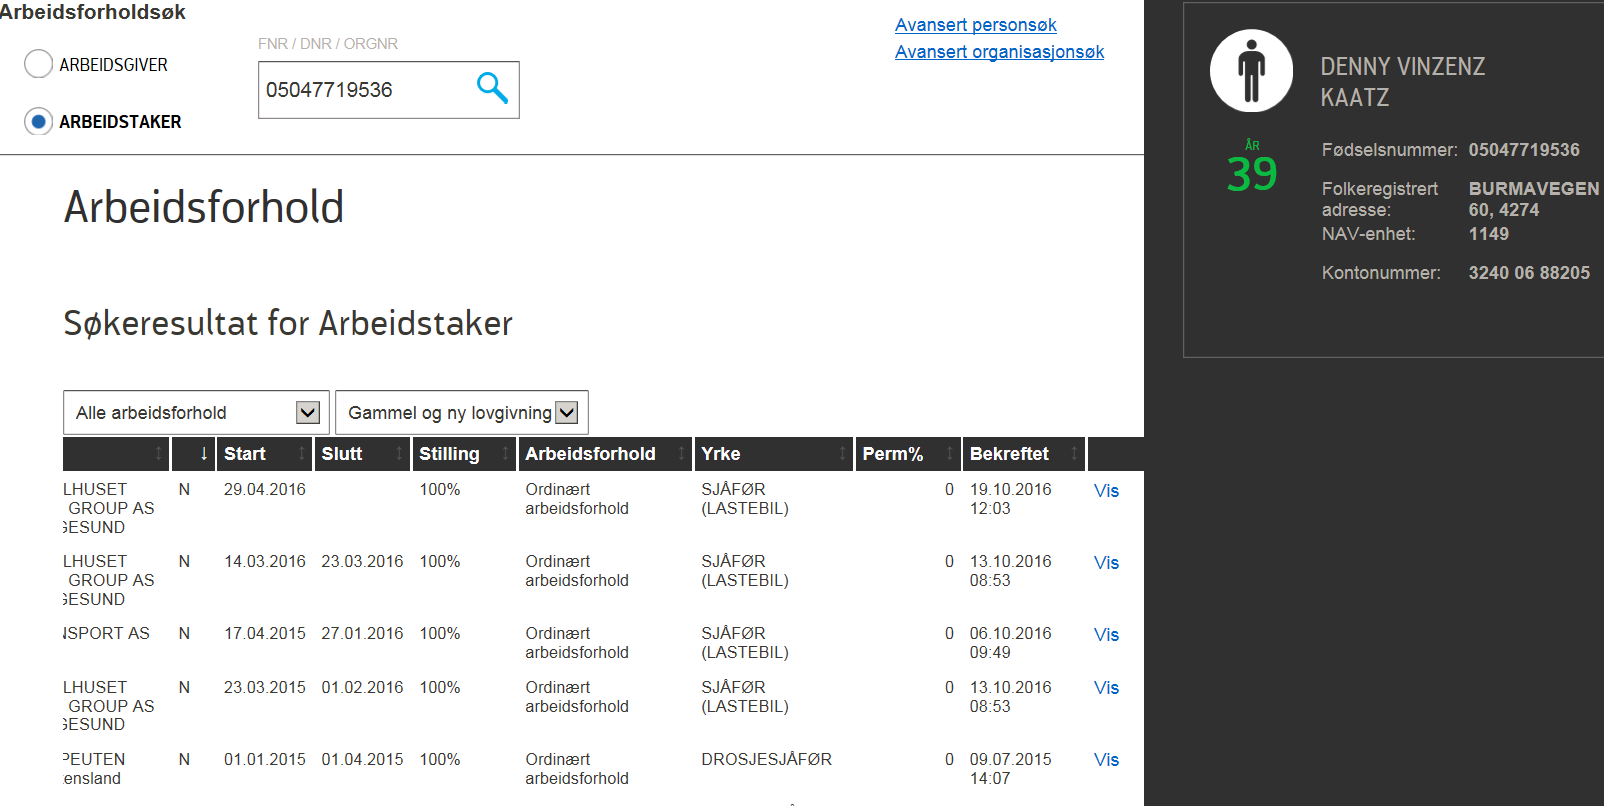 Arbeidsforholdsøk
ARBEIDSGIVER
ARBEIDSTAKER
FNR / DNR / ORGNR
05047719536
Avansert personsøk
Avansert organisasjonsøk
Arbeidsforhold
Søkeresultat for Arbeidstaker
Alle arbeidsforhold Gammel og ny lovgivning
↓ Start Slutt Stilling Arbeidsforhold Yrke Perm% Bekreftet
LHUSET N 29.04.2016 100% Ordinært SJÅFØR 0 19.10.2016 Vis
GROUP AS arbeidsforhold (LASTEBIL) 12:03
GESUND
LHUSET N 14.03.2016 23.03.2016 100% Ordinært SJÅFØR 0 13.10.2016 Vis
GROUP AS arbeidsforhold (LASTEBIL) 08:53
GESUND
NSPORT AS N 17.04.2015 27.01.2016 100% Ordinært SJÅFØR 0 06.10.2016 Vis
arbeidsforhold (LASTEBIL) 09:49
LHUSET N 23.03.2015 01.02.2016 100% Ordinært SJÅFØR 0 13.10.2016 Vis
GROUP AS arbeidsforhold (LASTEBIL) 08:53
GESUND
PEUTEN N 01.01.2015 01.04.2015 100% Ordinært DROSJESJÅFØR 0 09.07.2015 Vis
ensland arbeidsforhold 14:07
DENNY VINZENZ
KAATZ
ÅR
39
Fødselsnummer: 05047719536
Folkeregistrert BURMAVEGEN
adresse: 60, 4274
NAV-enhet: 1149
Kontonummer: 3240 06 88205